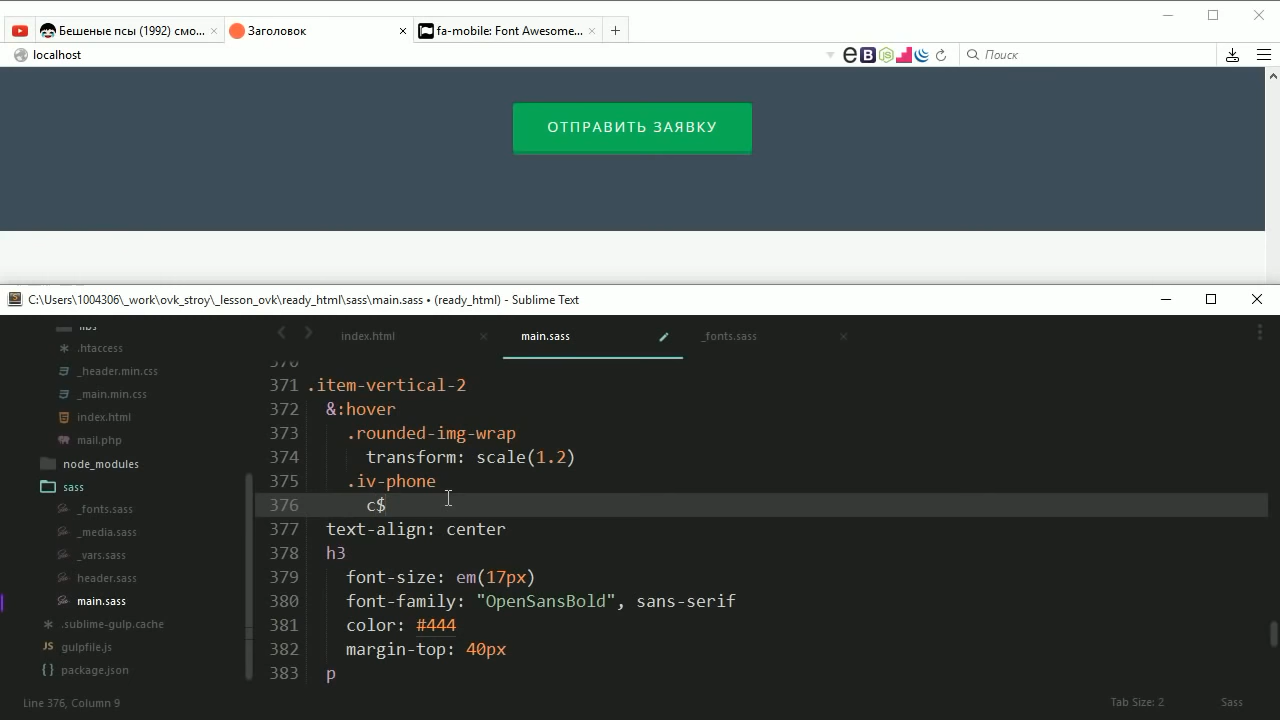 Бешеные псы (1992) смо...
Заголовок
fa-mobile: Font Awesome...
localhost
Поиск
ОТПРАВИТЬ ЗАЯВКУ
C:\Users\1004306\_work\ovk_stroy\_lesson_ovk\ready_html\sass\main.sass • (ready_html) - Sublime Text
index.html
main.sass
_fonts.sass
libs
.htaccess
_header.min.css
_main.min.css
index.html
mail.php
node_modules
sass
_fonts.sass
_media.sass
_vars.sass
header.sass
main.sass
.sublime-gulp.cache
gulpfile.js
package.json
370
371 .item-vertical-2
372 &:hover
373 .rounded-img-wrap
374 transform: scale(1.2)
375 .iv-phone
376 c$
377 text-align: center
378 h3
379 font-size: em(17px)
380 font-family: "OpenSansBold", sans-serif
381 color: #444
382 margin-top: 40px
383 p
Line 376, Column 9
Tab Size: 2
Sass